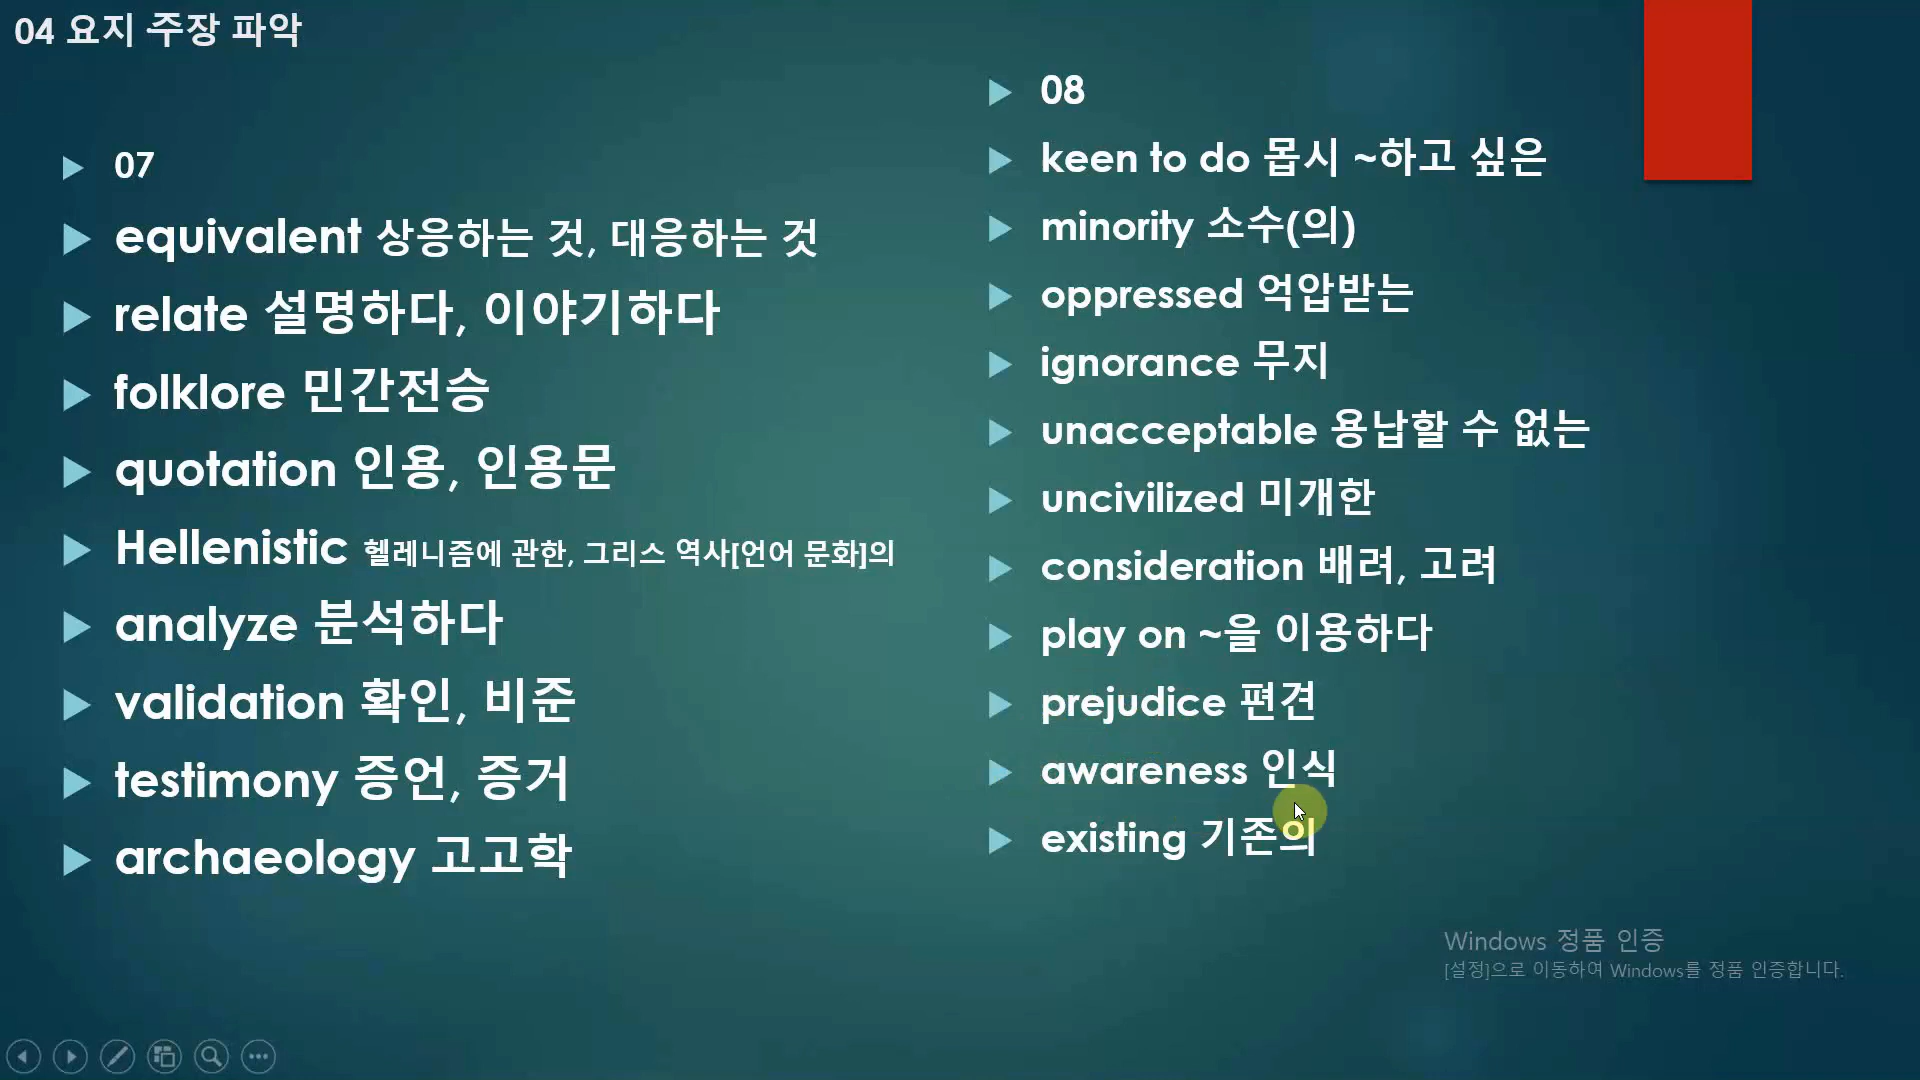 04 요지 주장 파악
07
equivalent 상응하는 것, 대응하는 것
relate 설명하다, 이야기하다
folklore 민간전승
quotation 인용, 인용문
Hellenistic 헬레니즘에 관한, 그리스 역사[언어 문화]의
analyze 분석하다
validation 확인, 비준
testimony 증언, 증거
archaeology 고고학
08
keen to do 몹시 ~하고 싶은
minority 소수(의)
oppressed 억압받는
ignorance 무지
unacceptable 용납할 수 없는
uncivilized 미개한
consideration 배려, 고려
play on ~을 이용하다
prejudice 편견
awareness 인식
existing 기존의
Windows 정품 인증
[설정]으로 이동하여 Windows를 정품 인증합니다.